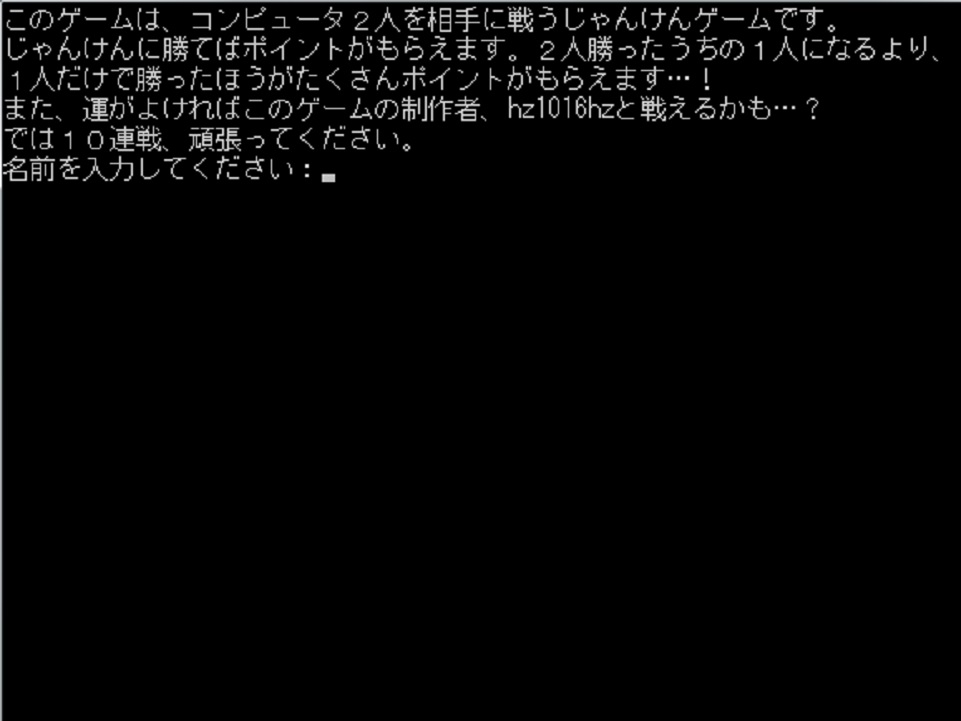 このゲームは、コンピュータ２人を相手に戦うじゃんけんゲームです。
じゃんけんに勝てばポイントがもらえます。２人勝ったうちの１人になるより、
１人だけで勝ったほうがたくさんポイントがもらえます…！
また、運がよければこのゲームの制作者、hz1016hzと戦えるかも…？
では１０連戦、頑張ってください。
名前を入力してください：